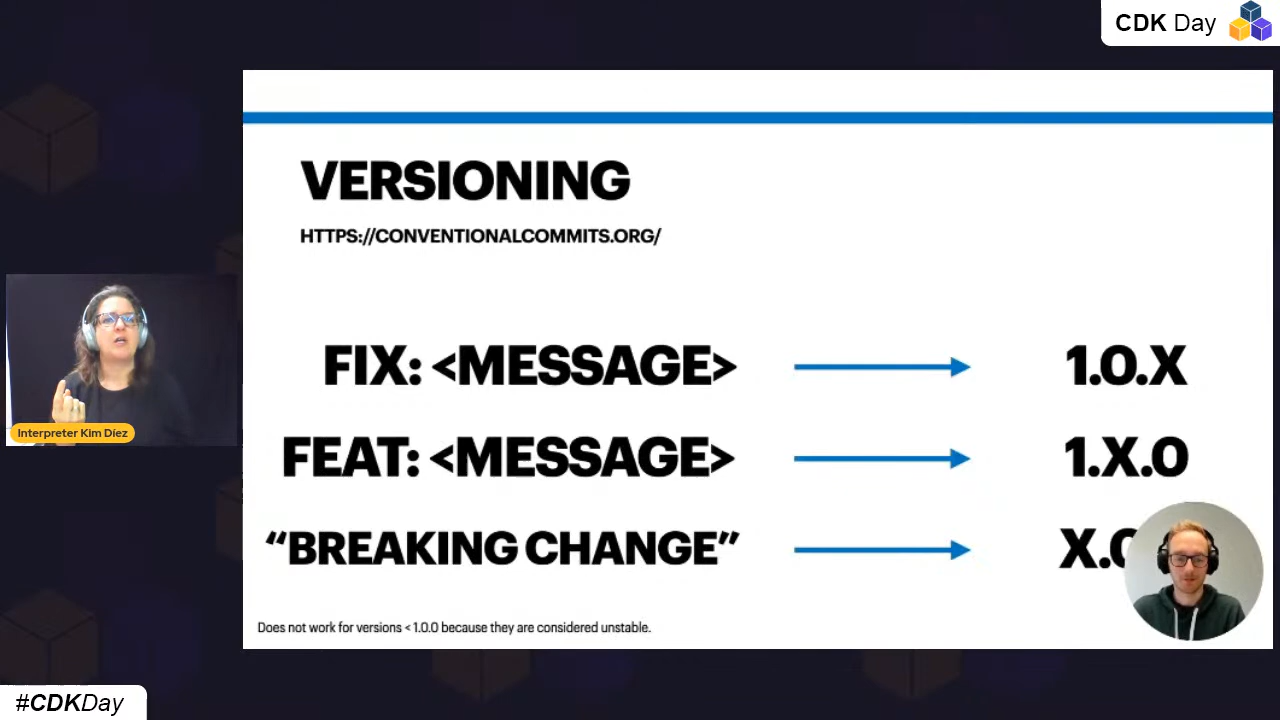 CDK Day
VERSIONING
HTTPS://CONVENTIONALCOMMITS.ORG/
FIX: <MESSAGE>
1.0.X
FEAT: <MESSAGE>
1.X.0
“BREAKING CHANGE”
X.
Does not work for versions < 1.0.0 because they are considered unstable.
Interpreter Kim Díez
#CDKDay